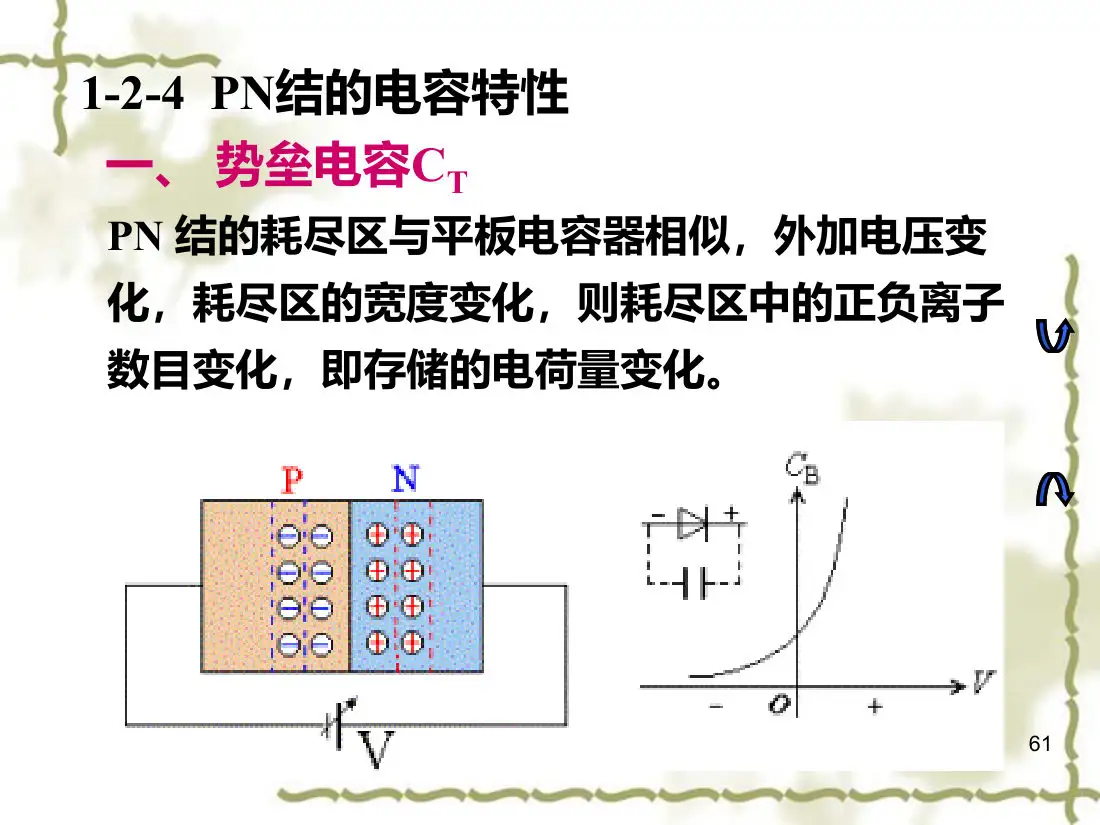 1-2-4 PN结的电容特性
一、 势垒电容CT
PN 结的耗尽区与平板电容器相似，外加电压变
化，耗尽区的宽度变化，则耗尽区中的正负离子
数目变化，即存储的电荷量变化。
P N
V
CB
- +
V
- O +
61